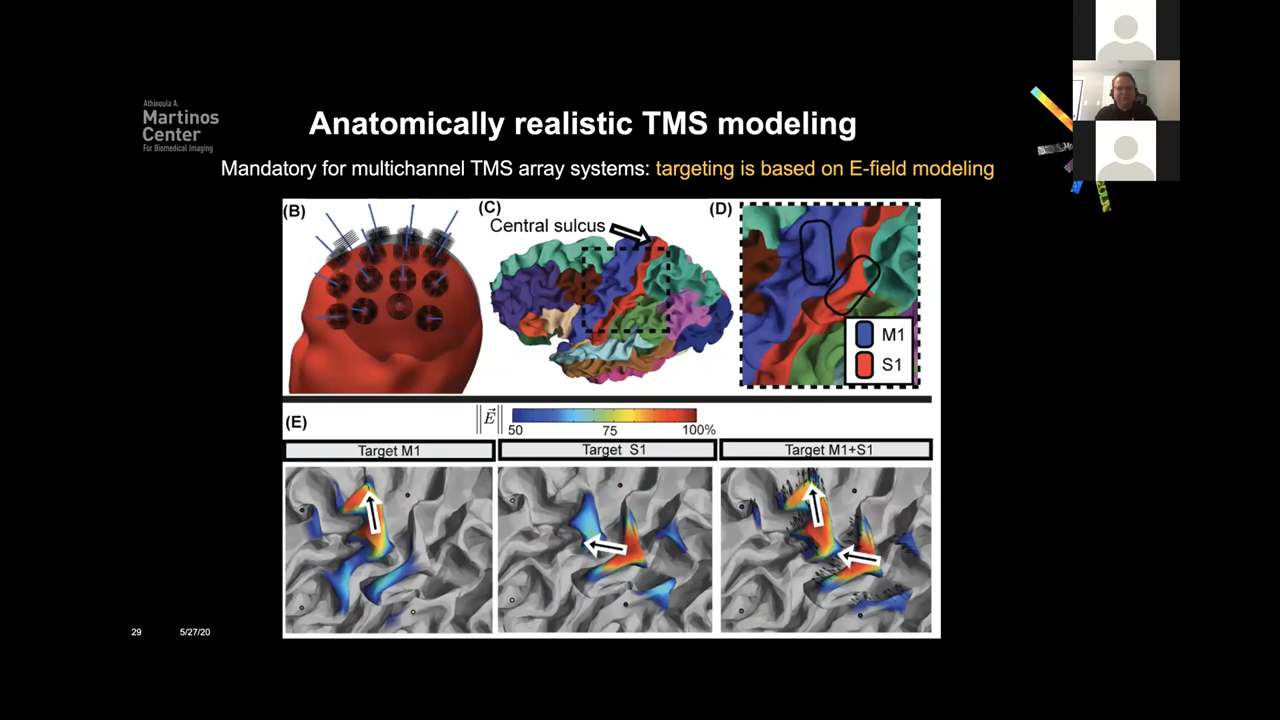 Athinoula A.
Martinos
Center
For Biomedical Imaging
Anatomically realistic TMS modeling
Mandatory for multichannel TMS array systems: targeting is based on E-field modeling
(B)
(C)
Central sulcus
(D)
M1
S1
(E)
‖E⃗‖
50
75
100%
Target M1
Target S1
Target M1+S1
29
5/27/20